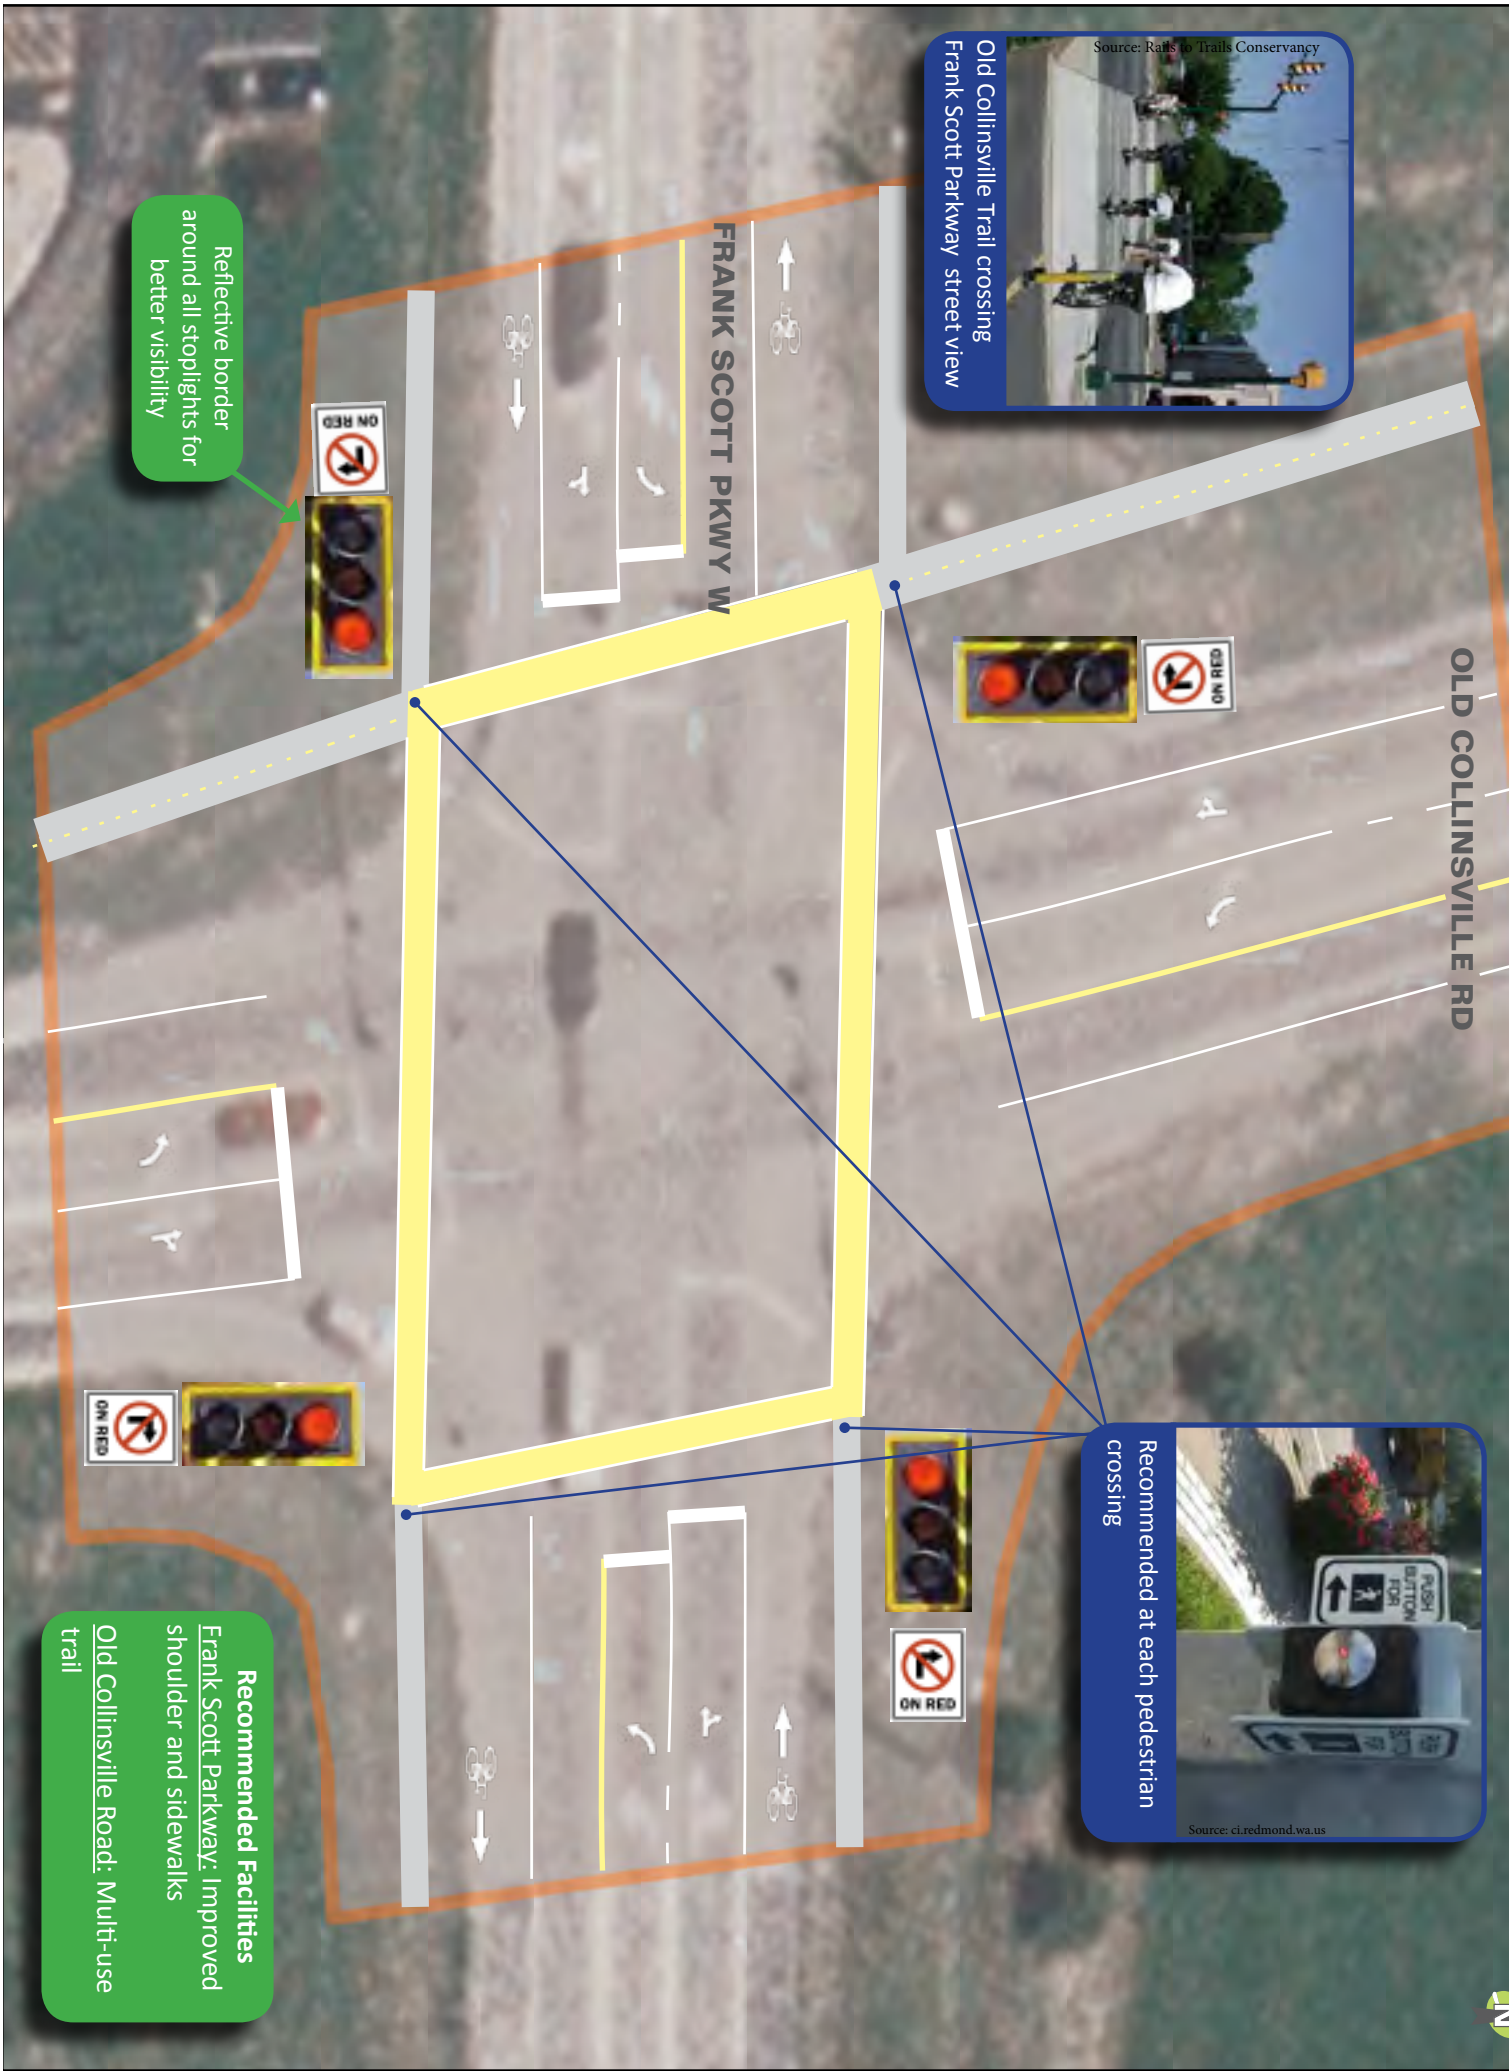 Source: Rails to Trails Conservancy
Old Collinsville Trail crossing
Frank Scott Parkway street view
OLD COLLINSVILLE RD
FRANK SCOTT PKWY W
ON RED
ON RED
ON RED
ON RED
Reflective border
around all stoplights for
better visibility
PUSH
BUTTON
FOR
Source: ci.redmond.wa.us
Recommended at each pedestrian
crossing
Recommended Facilities
Frank Scott Parkway: Improved
shoulder and sidewalks
Old Collinsville Road: Multi-use
trail
N